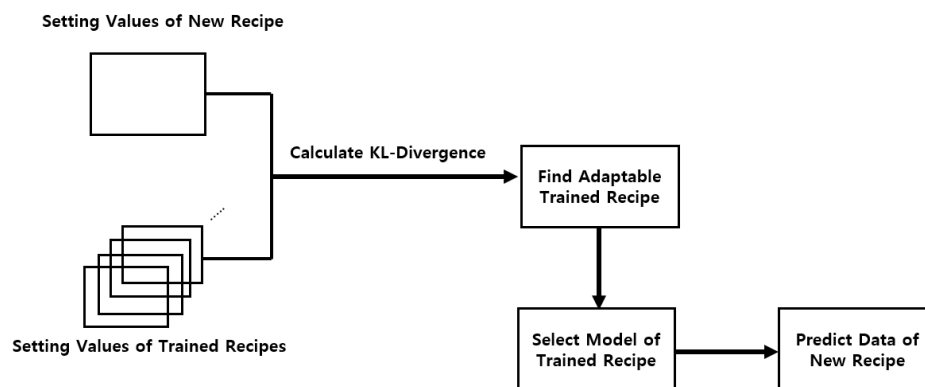 Setting Values of New Recipe
Calculate KL-Divergence
Find Adaptable
Trained Recipe
Setting Values of Trained Recipes
Select Model of
Trained Recipe
Predict Data of
New Recipe